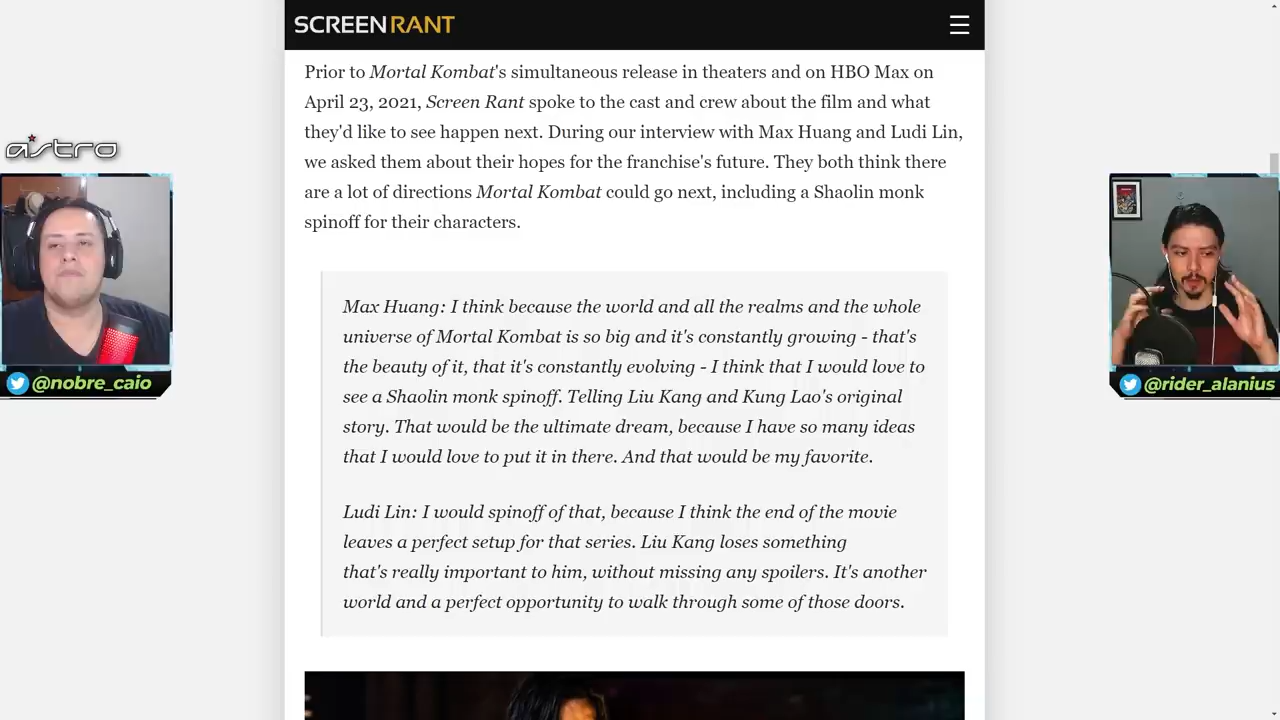 SCREENRANT
Prior to Mortal Kombat's simultaneous release in theaters and on HBO Max on
April 23, 2021, Screen Rant spoke to the cast and crew about the film and what
they'd like to see happen next. During our interview with Max Huang and Ludi Lin,
we asked them about their hopes for the franchise's future. They both think there
are a lot of directions Mortal Kombat could go next, including a Shaolin monk
spinoff for their characters.
Max Huang: I think because the world and all the realms and the whole
universe of Mortal Kombat is so big and it's constantly growing - that's
the beauty of it, that it's constantly evolving - I think that I would love to
see a Shaolin monk spinoff. Telling Liu Kang and Kung Lao's original
story. That would be the ultimate dream, because I have so many ideas
that I would love to put it in there. And that would be my favorite.
Ludi Lin: I would spinoff of that, because I think the end of the movie
leaves a perfect setup for that series. Liu Kang loses something
that's really important to him, without missing any spoilers. It's another
world and a perfect opportunity to walk through some of those doors.
astro
@nobre_caio
@rider_alanius